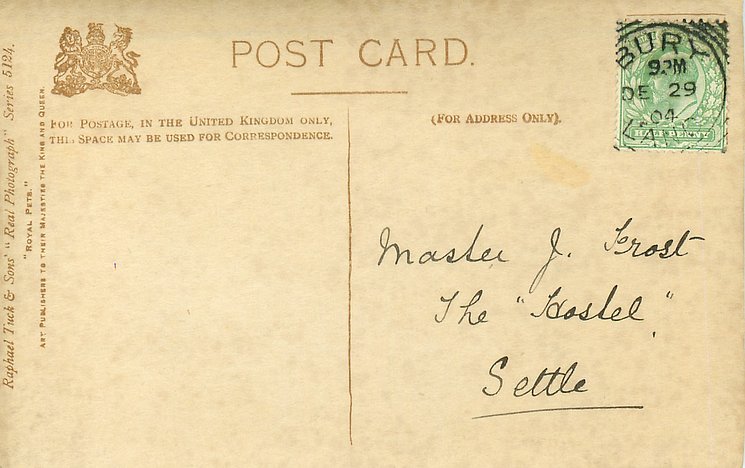 POST CARD.
BURY
9PM
DE 29
04
LANC
HALFPENNY
FOR POSTAGE, IN THE UNITED KINGDOM ONLY,
THIS SPACE MAY BE USED FOR CORRESPONDENCE.
(FOR ADDRESS ONLY).
Raphael Tuck & Sons' "Real Photograph" Series 5124.
"ROYAL PETS."
ART PUBLISHERS TO THEIR MAJESTIES THE KING AND QUEEN.
Master J. Frost
The "Hostel"
Settle